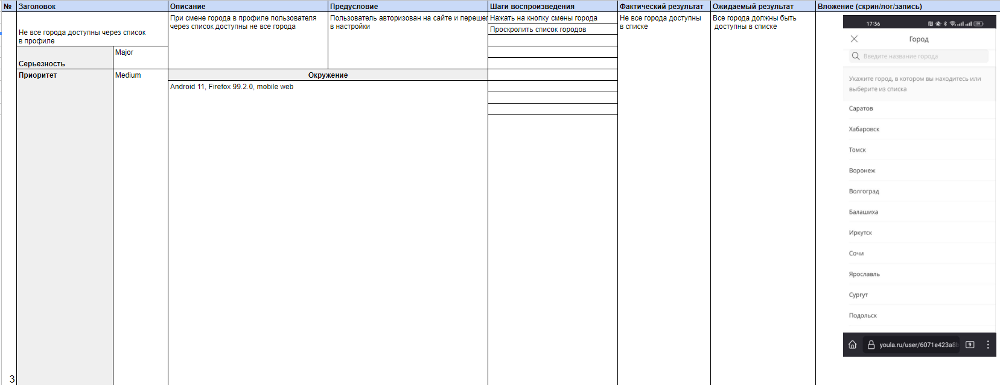 № Заголовок Описание Предусловие Шаги воспроизведения Фактический результат Ожидаемый результат Вложение (скрин/лог/запись)
Не все города доступны через список
в профиле
При смене города в профиле пользователя
через список доступны не все города
Пользователь авторизован на сайте и перешел
в настройки
Нажать на кнопку смены города
Проскролить список городов
Не все города доступны
в списке
Все города должны быть
доступны в списке
Серьезность Major
Приоритет Medium
Окружение
Android 11, Firefox 99.2.0, mobile web
3
17:36
Город
Введите название города
Укажите город, в котором вы находитесь или
выберите из списка
Саратов
Хабаровск
Томск
Воронеж
Волгоград
Балашиха
Иркутск
Сочи
Ярославль
Сургут
Подольск
youla.ru/user/6071e423a8b
9